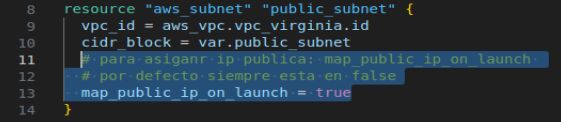 8 resource "aws_subnet" "public_subnet" {
9 vpc_id = aws_vpc.vpc_virginia.id
10 cidr_block = var.public_subnet
11 # para asiganr ip publica: map_public_ip_on_launch
12 # por defecto siempre esta en false
13 map_public_ip_on_launch = true
14 }